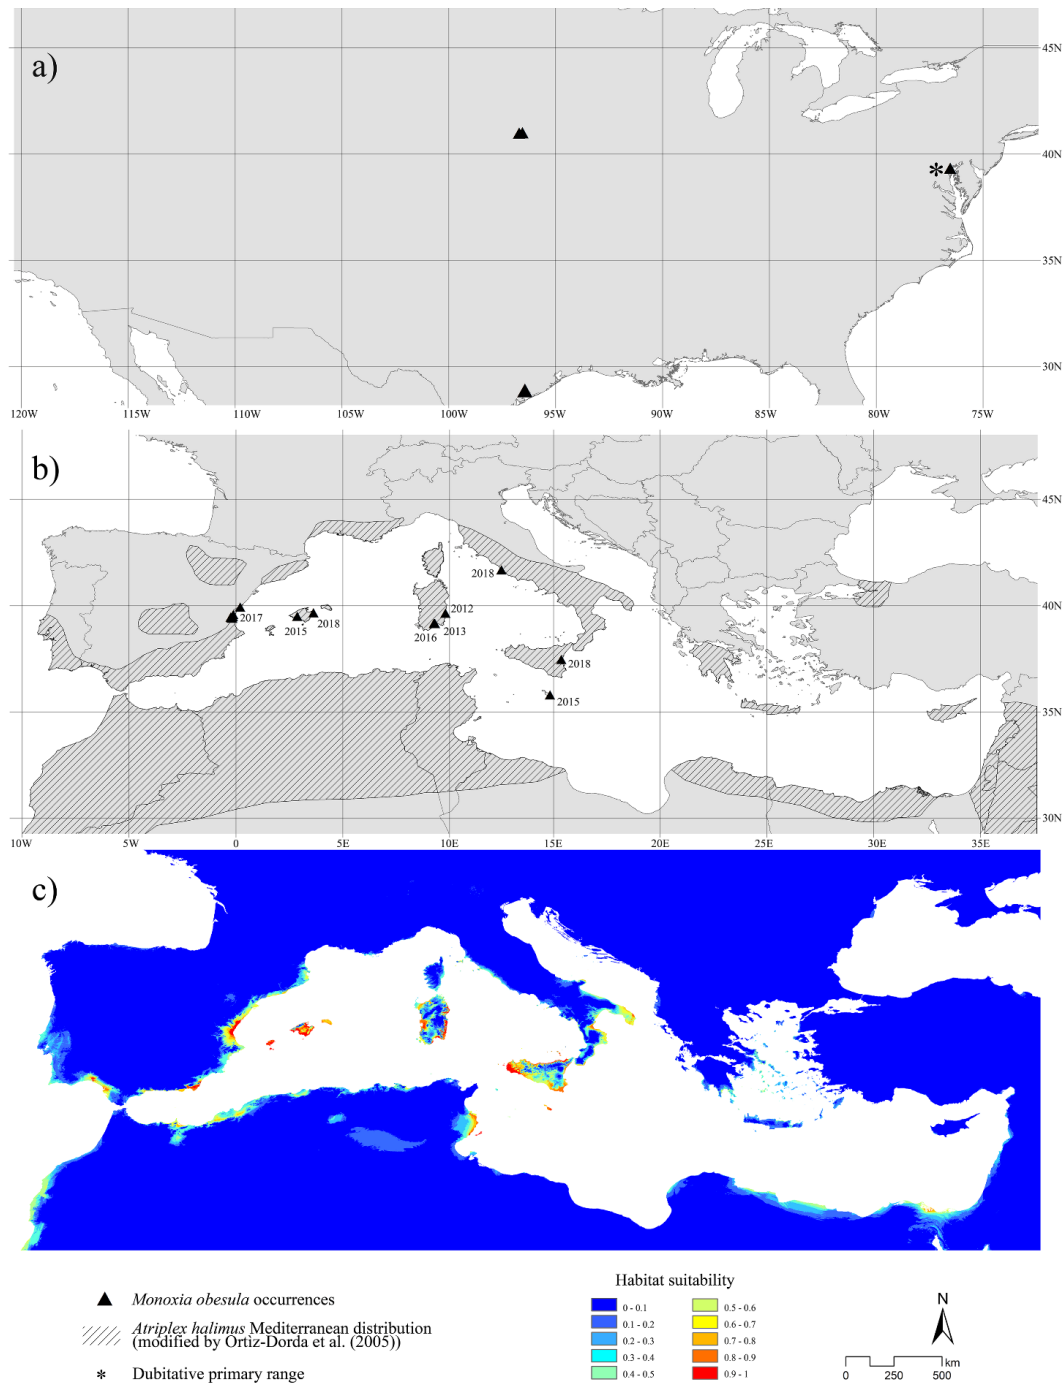 a)
45N
40N
*
35N
30N
120W 115W 110W 105W 100W 95W 90W 85W 80W 75W
b)
45N
2018
40N
2017
2015
2018
2012
2016
2013
2018
2015
35N
30N
10W 5W 0 5E 10E 15E 20E 25E 30E 35E
c)
Habitat suitability
▲ Monoxia obesula occurrences
Atriplex halimus Mediterranean distribution
(modified by Ortiz-Dorda et al. (2005))
* Dubitative primary range
0 - 0.1
0.1 - 0.2
0.2 - 0.3
0.3 - 0.4
0.4 - 0.5
0.5 - 0.6
0.6 - 0.7
0.7 - 0.8
0.8 - 0.9
0.9 - 1
N
km
0 250 500